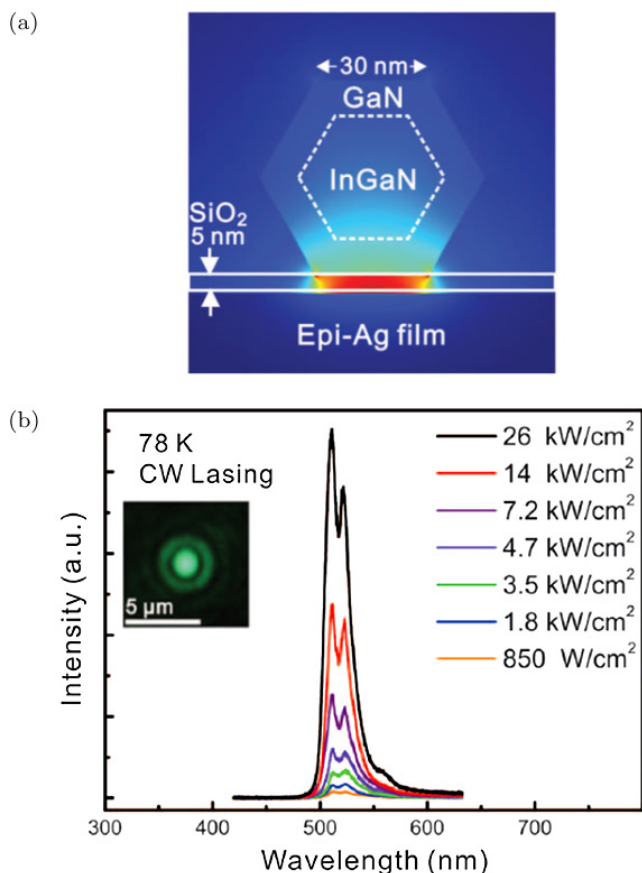 (a)
30 nm
GaN
InGaN
SiO₂
5 nm
Epi-Ag film
(b)
78 K
CW Lasing
5 µm
26 kW/cm²
14 kW/cm²
7.2 kW/cm²
4.7 kW/cm²
3.5 kW/cm²
1.8 kW/cm²
850 W/cm²
Intensity (a.u.)
300 400 500 600 700
Wavelength (nm)